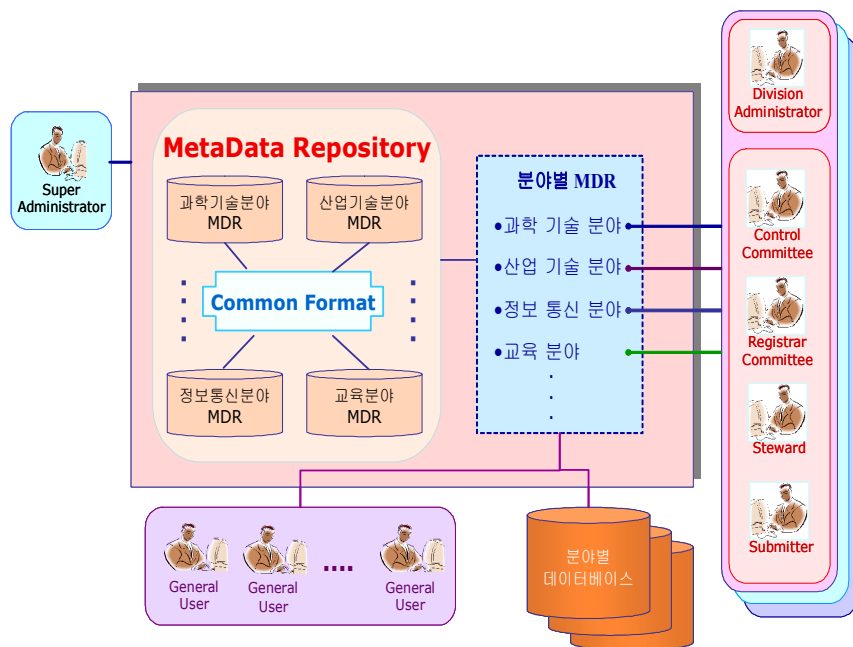 Super
Administrator
MetaData Repository
과학기술분야
MDR
산업기술분야
MDR
Common Format
정보통신분야
MDR
교육분야
MDR
분야별 MDR
•과학 기술 분야
•산업 기술 분야
•정보 통신 분야
•교육 분야
Division
Administrator
Control
Committee
Registrar
Committee
Steward
Submitter
General
User
General
User
....
General
User
분야별
데이터베이스